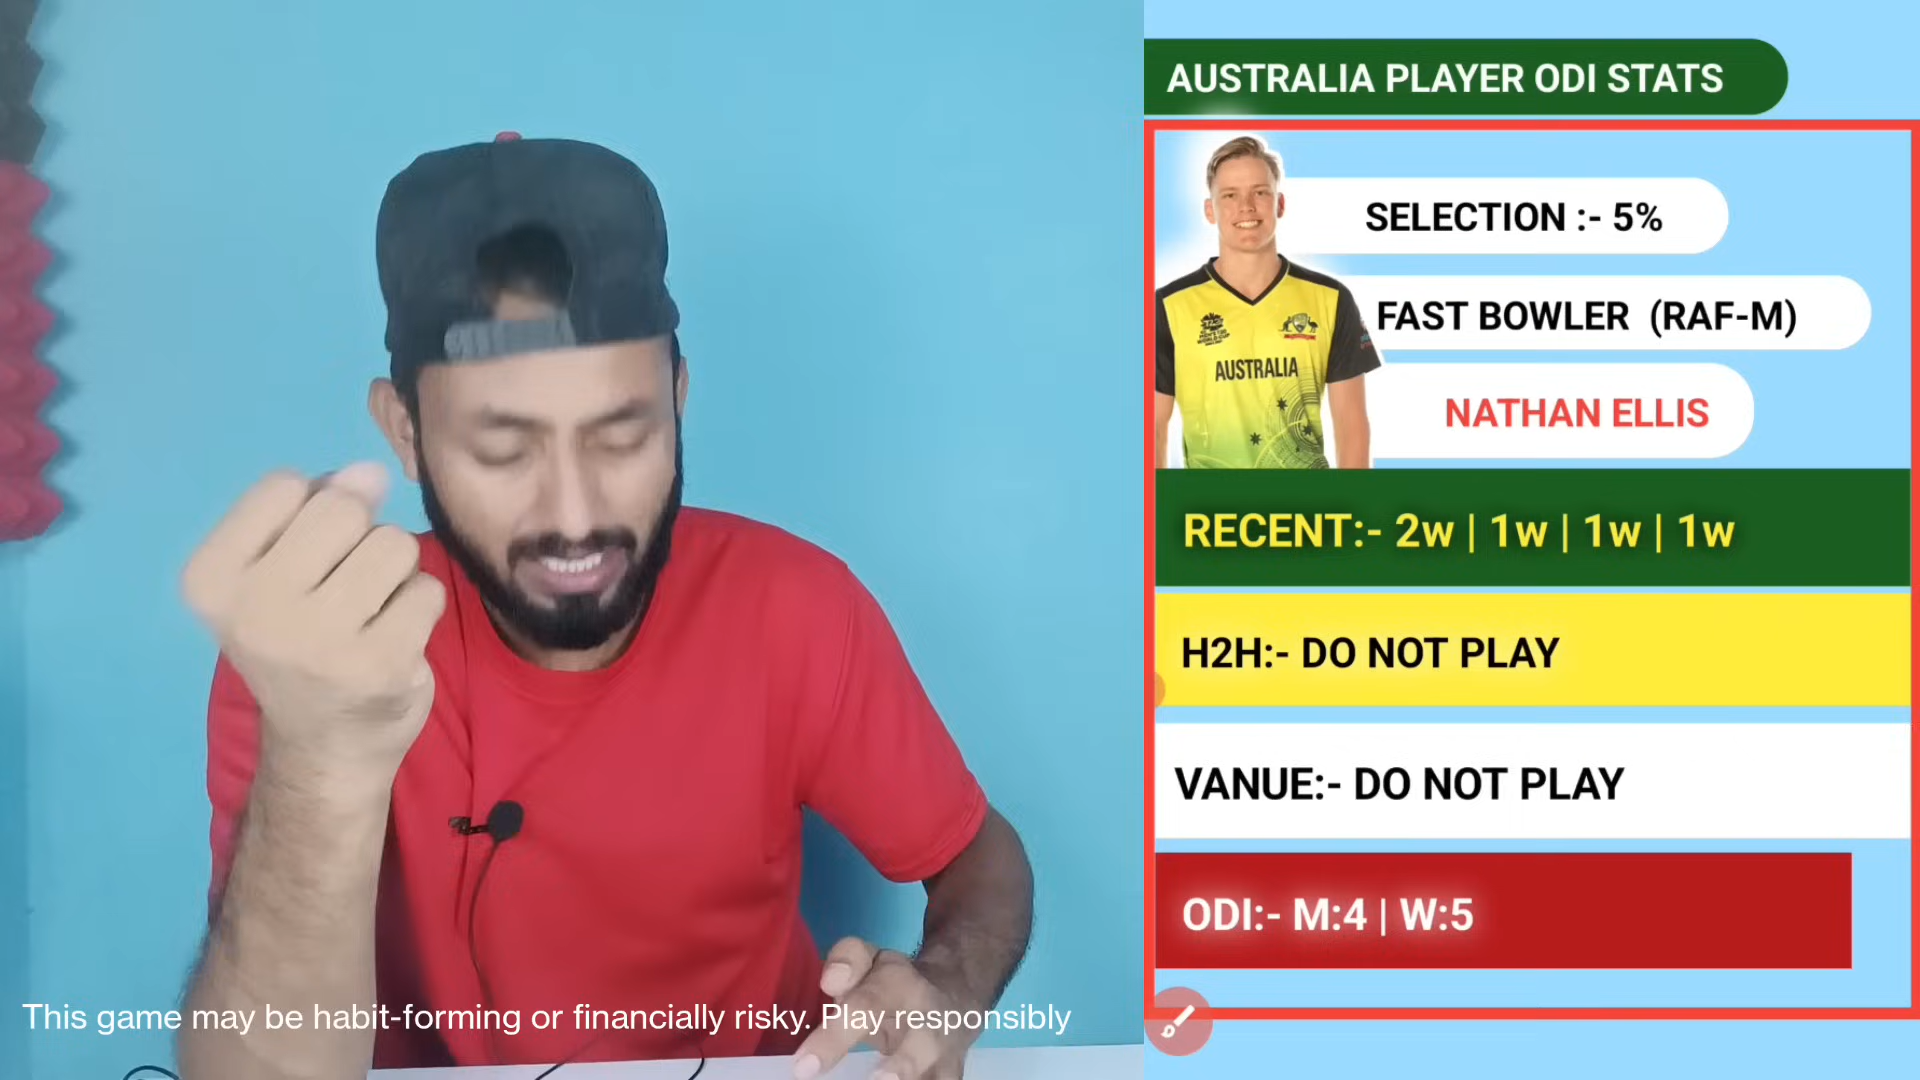 AUSTRALIA PLAYER ODI STATS
SELECTION :- 5%
FAST BOWLER (RAF-M)
NATHAN ELLIS
AUSTRALIA
RECENT:- 2w | 1w | 1w | 1w
H2H:- DO NOT PLAY
VANUE:- DO NOT PLAY
ODI:- M:4 | W:5
This game may be habit-forming or financially risky. Play responsibly